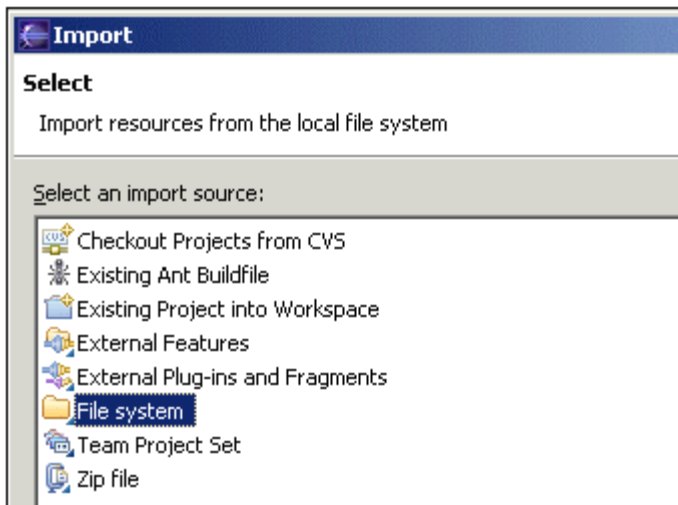 Import
Select
Import resources from the local file system
Select an import source:
Checkout Projects from CVS
Existing Ant Buildfile
Existing Project into Workspace
External Features
External Plug-ins and Fragments
File system
Team Project Set
Zip file